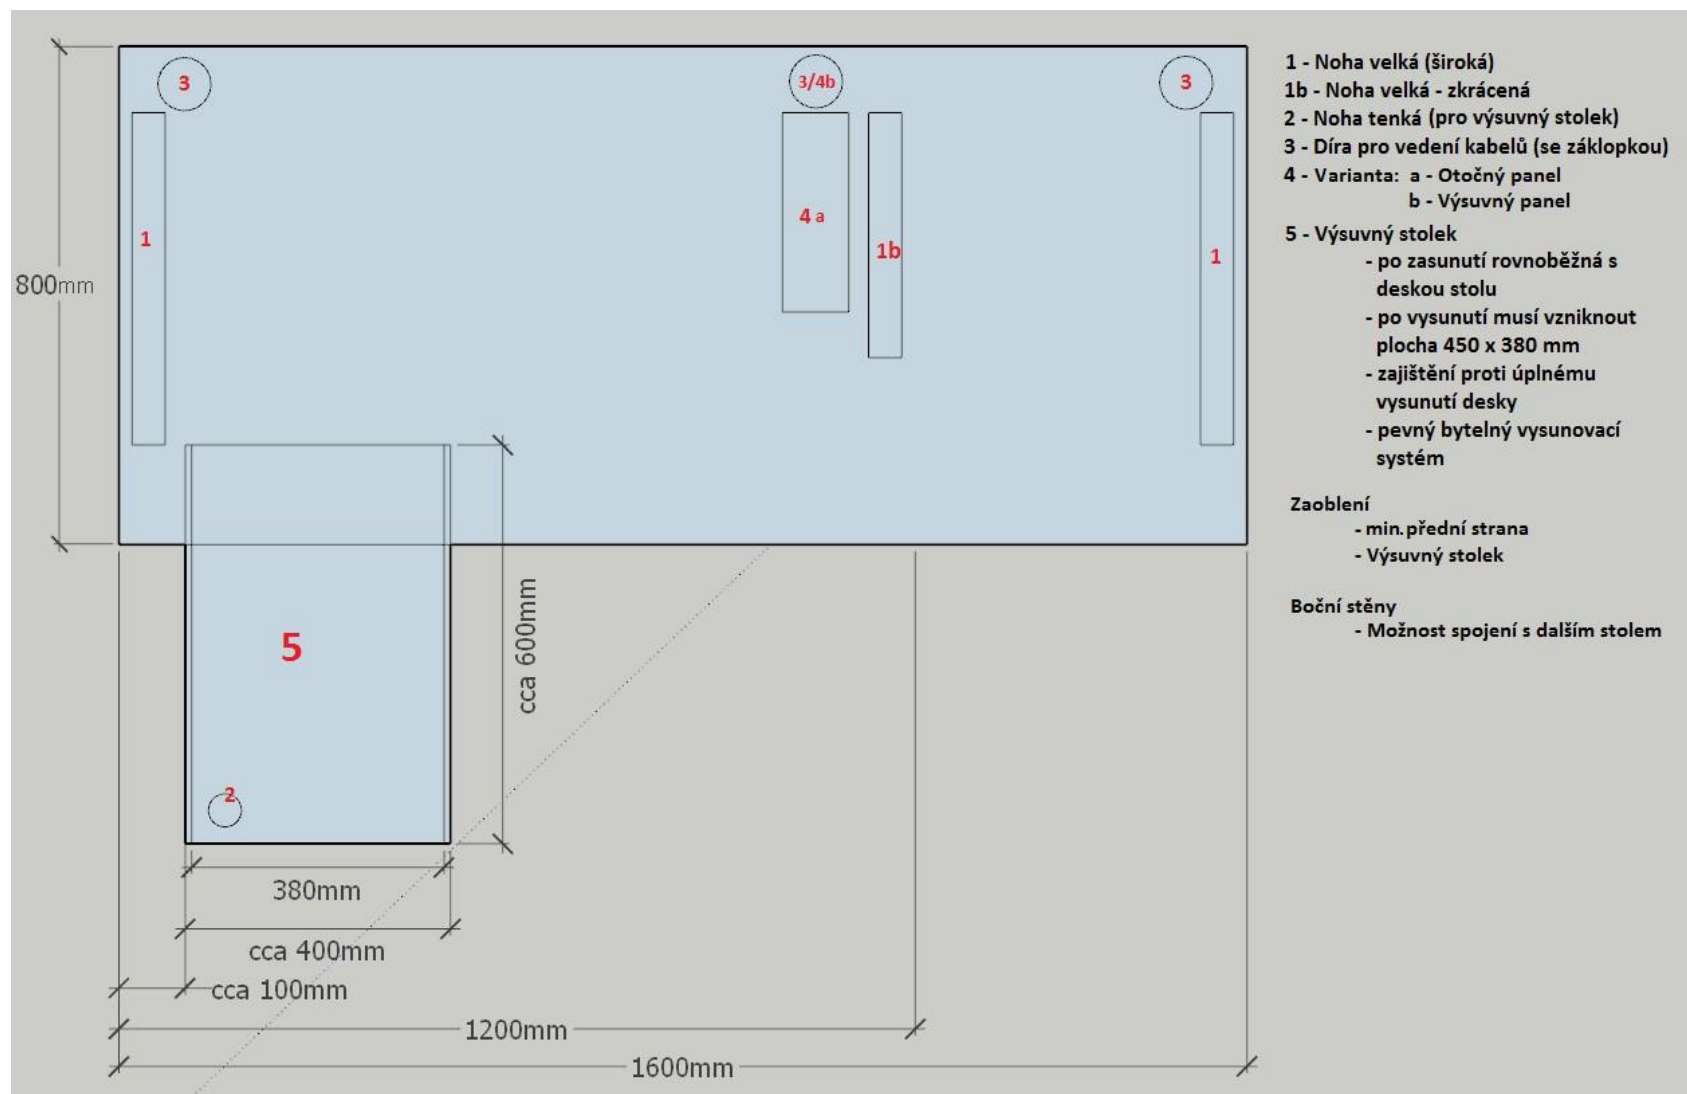 3
3/4b
3
1
4 a
1b
1
800mm
5
2
cca 600mm
380mm
cca 400mm
cca 100mm
1200mm
1600mm
1 - Noha velká (široká)
1b - Noha velká - zkrácená
2 - Noha tenká (pro výsuvný stolek)
3 - Díra pro vedení kabelů (se záklopkou)
4 - Varianta: a - Otočný panel
b - Výsuvný panel
5 - Výsuvný stolek
- po zasunutí rovnoběžná s
deskou stolu
- po vysunutí musí vzniknout
plocha 450 x 380 mm
- zajištění proti úplnému
vysunutí desky
- pevný bytelný vysunovací
systém
Zaoblení
- min. přední strana
- Výsuvný stolek
Boční stěny
- Možnost spojení s dalším stolem